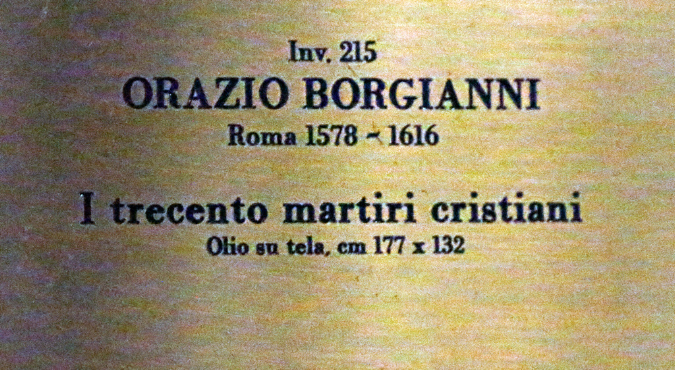 Inv. 215
ORAZIO BORGIANNI
Roma 1578 - 1616
I trecento martiri cristiani
Olio su tela, cm 177 x 132